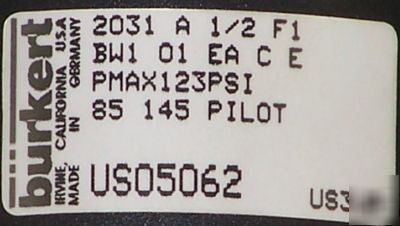 burkert
IRVINE, CALIFORNIA USA
MADE IN GERMANY
2031 A 1/2 F1
BW1 01 EA C E
PMAX123PSI
85 145 PILOT
US05062